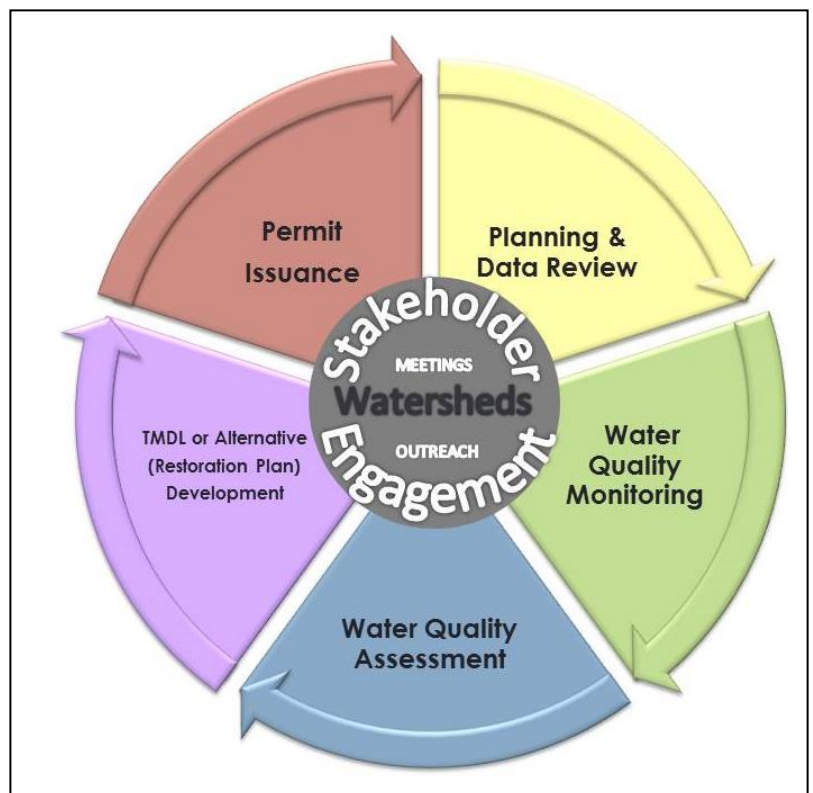 Permit
Issuance
Planning &
Data Review
Stakeholder
MEETINGS
Watersheds
OUTREACH
Engagement
TMDL or Alternative
(Restoration Plan)
Development
Water
Quality
Monitoring
Water Quality
Assessment